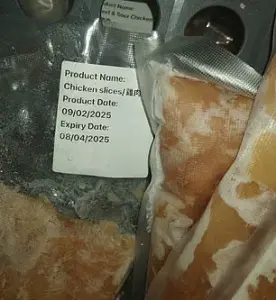 Product Name:
& Sour Chicken
Product Name:
Chicken slices/雞肉
Product Date:
09/02/2025
Expiry Date:
08/04/2025